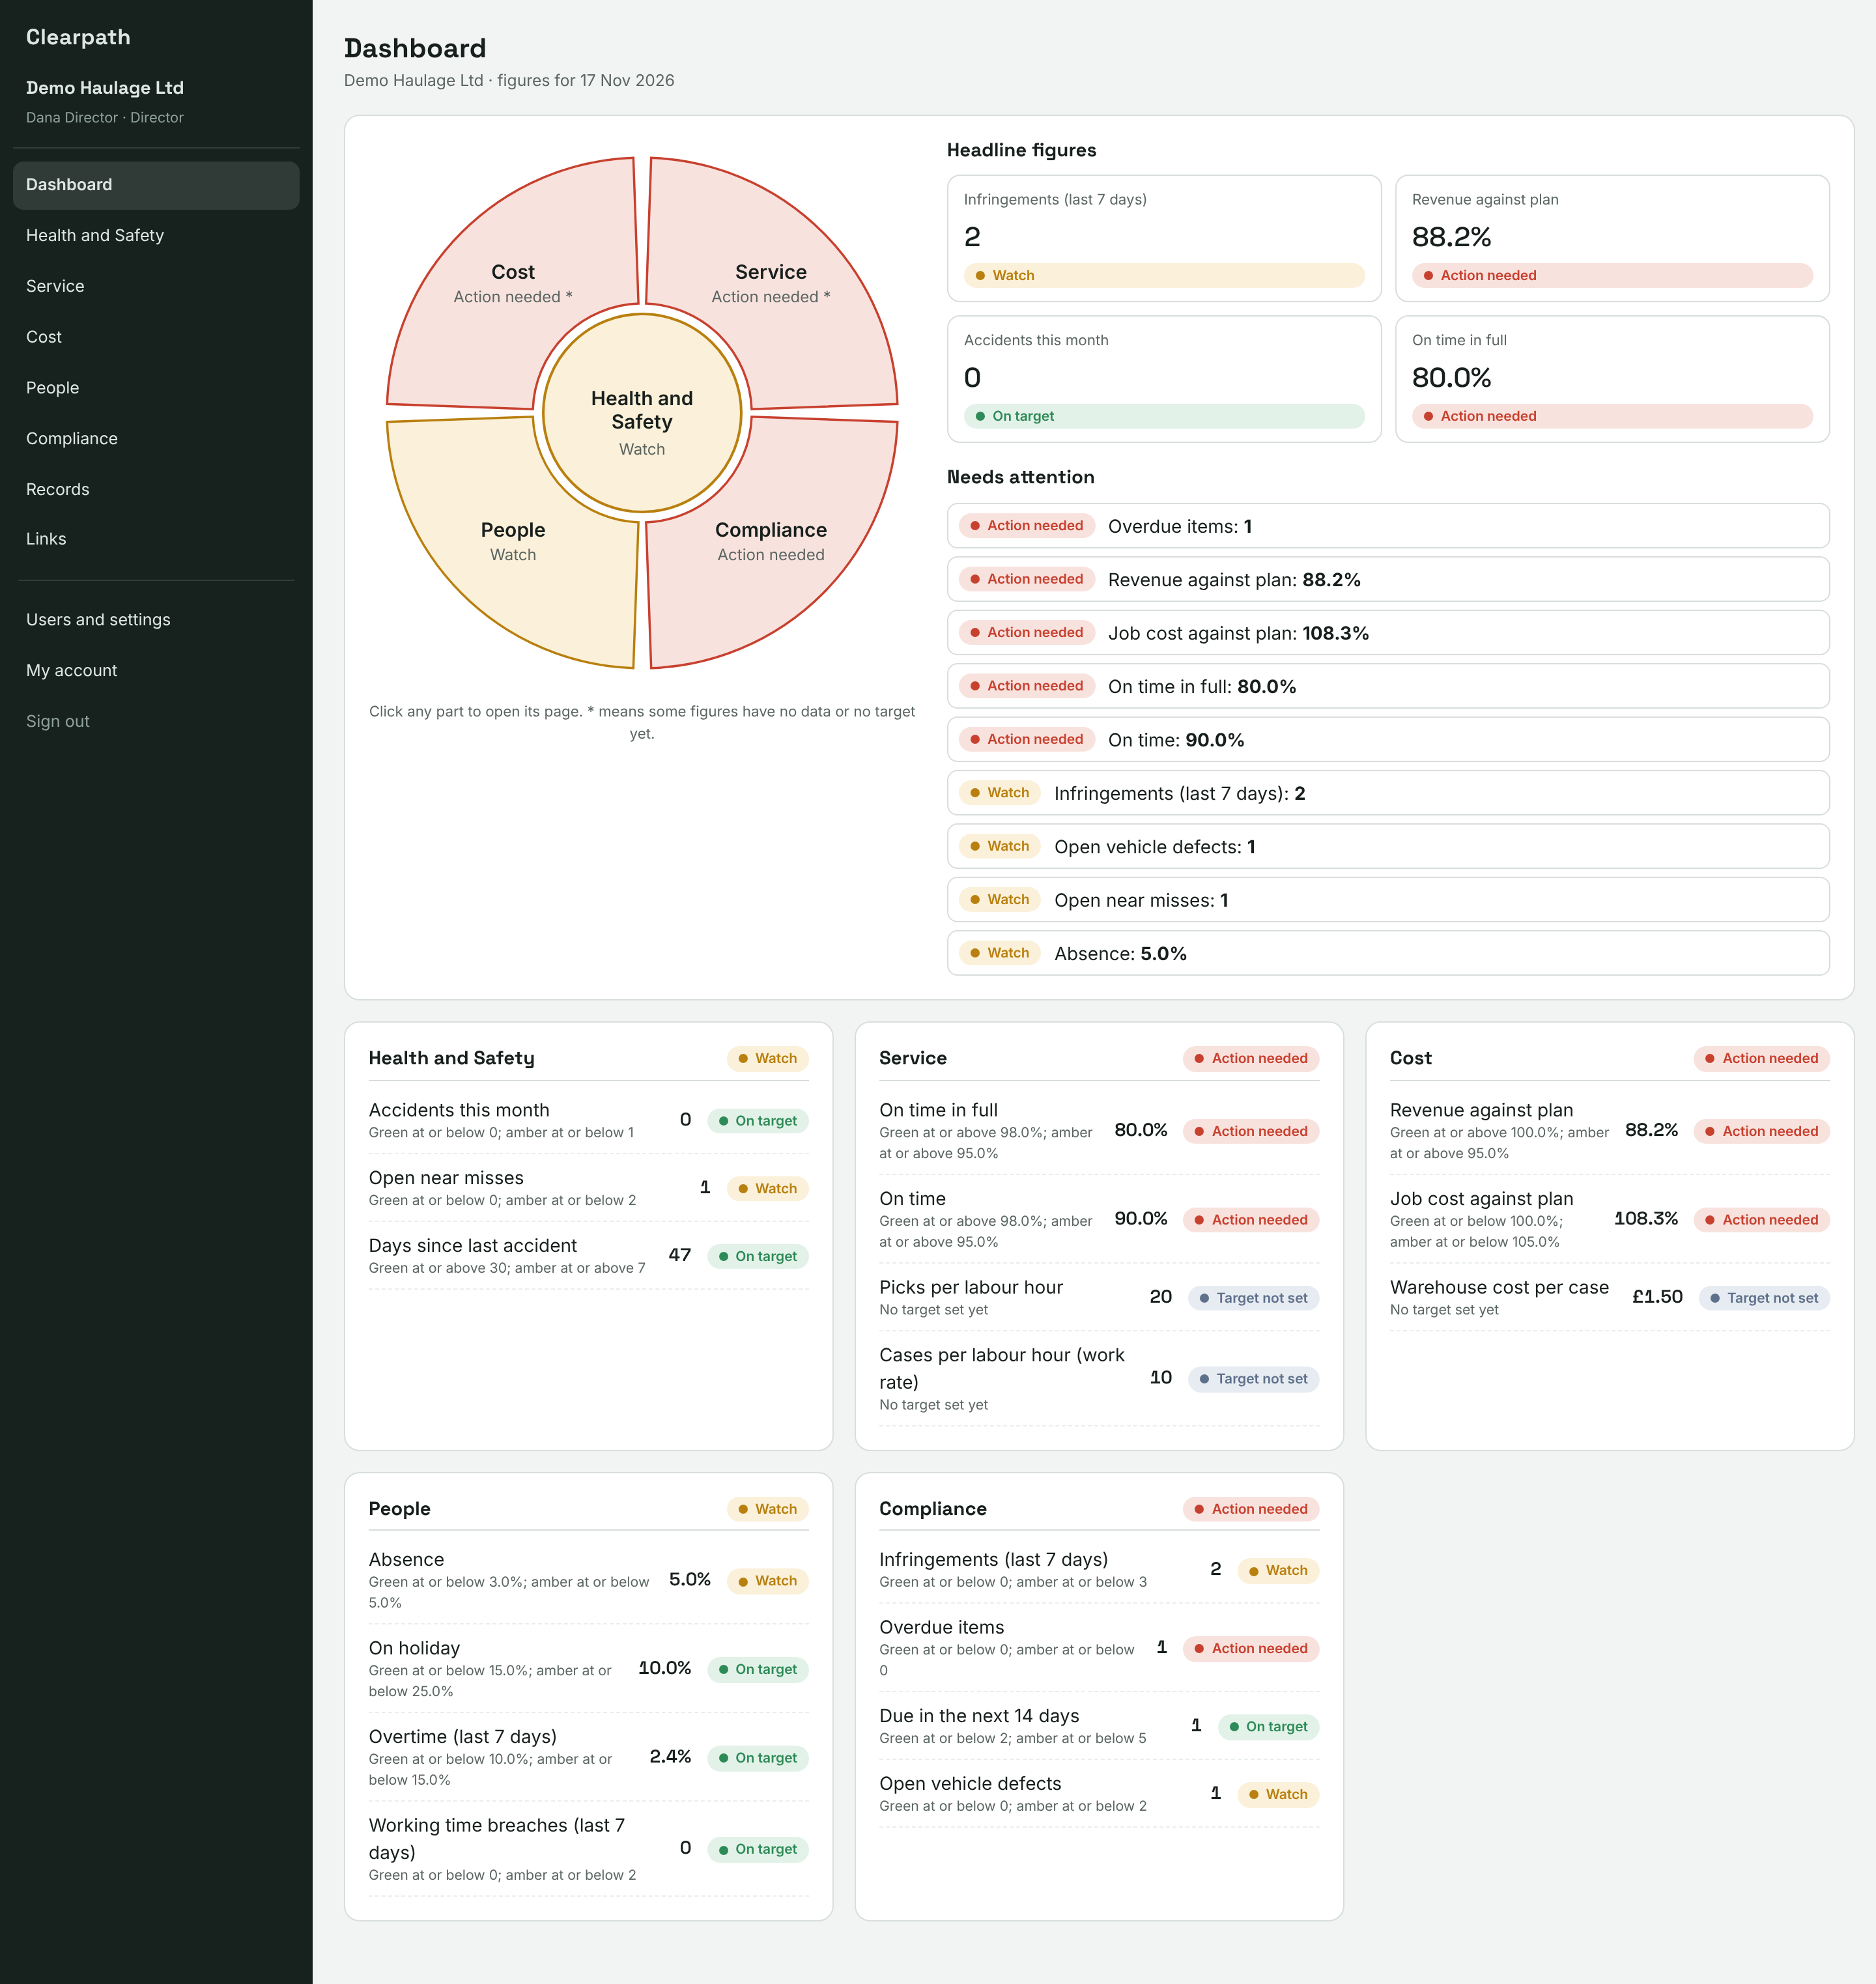 Clearpath
Demo Haulage Ltd
Dana Director · Director
Dashboard
Health and Safety
Service
Cost
People
Compliance
Records
Links
Users and settings
My account
Sign out
Dashboard
Demo Haulage Ltd · figures for 17 Nov 2026
Cost
Action needed *
Service
Action needed *
Health and
Safety
Watch
People
Watch
Compliance
Action needed
Click any part to open its page. * means some figures have no data or no target
yet.
Headline figures
Infringements (last 7 days)
2
Watch
Revenue against plan
88.2%
Action needed
Accidents this month
0
On target
On time in full
80.0%
Action needed
Needs attention
Action needed Overdue items: 1
Action needed Revenue against plan: 88.2%
Action needed Job cost against plan: 108.3%
Action needed On time in full: 80.0%
Action needed On time: 90.0%
Watch Infringements (last 7 days): 2
Watch Open vehicle defects: 1
Watch Open near misses: 1
Watch Absence: 5.0%
Health and Safety Watch
Accidents this month
Green at or below 0; amber at or below 1
0 On target
Open near misses
Green at or below 0; amber at or below 2
1 Watch
Days since last accident
Green at or above 30; amber at or above 7
47 On target
Service Action needed
On time in full
Green at or above 98.0%; amber
at or above 95.0%
80.0% Action needed
On time
Green at or above 98.0%; amber
at or above 95.0%
90.0% Action needed
Picks per labour hour
No target set yet
20 Target not set
Cases per labour hour (work
rate)
No target set yet
10 Target not set
Cost Action needed
Revenue against plan
Green at or above 100.0%; amber
at or above 95.0%
88.2% Action needed
Job cost against plan
Green at or below 100.0%;
amber at or below 105.0%
108.3% Action needed
Warehouse cost per case
No target set yet
£1.50 Target not set
People Watch
Absence
Green at or below 3.0%; amber at or below
5.0%
5.0% Watch
On holiday
Green at or below 15.0%; amber at or
below 25.0%
10.0% On target
Overtime (last 7 days)
Green at or below 10.0%; amber at or
below 15.0%
2.4% On target
Working time breaches (last 7
days)
Green at or below 0; amber at or below 2
0 On target
Compliance Action needed
Infringements (last 7 days)
Green at or below 0; amber at or below 3
2 Watch
Overdue items
Green at or below 0; amber at or below
0
1 Action needed
Due in the next 14 days
Green at or below 2; amber at or below 5
1 On target
Open vehicle defects
Green at or below 0; amber at or below 2
1 Watch